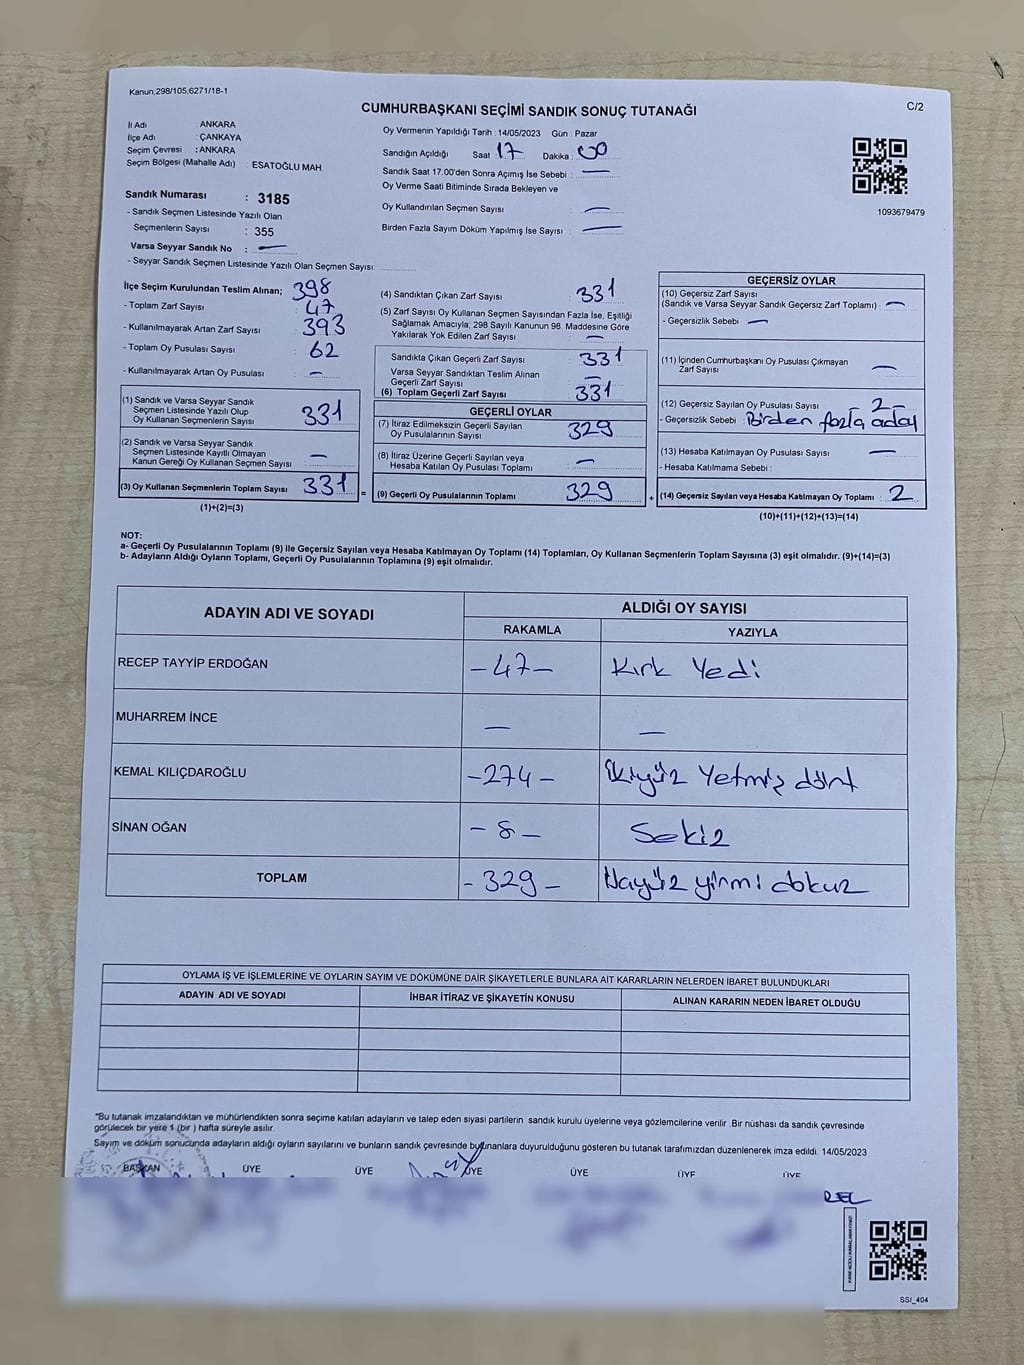 Kanun,298/105,6271/18-1
C/2
CUMHURBAŞKANI SEÇİMİ SANDIK SONUÇ TUTANAĞI
İl Adı ANKARA
İlçe Adı : ÇANKAYA
Seçim Çevresi : ANKARA
Seçim Bölgesi (Mahalle Adı) : ESATOĞLU MAH.
Oy Vermenin Yapıldığı Tarih : 14/05/2023 Gün : Pazar
Sandığın Açıldığı Saat 17 Dakika : 00
Sandık Saat 17.00'den Sonra Açımış İse Sebebi : —
Oy Verme Saati Bitiminde Sırada Bekleyen ve
Oy Kullandırılan Seçmen Sayısı : —
Birden Fazla Sayım Döküm Yapılmış İse Sayısı : —
1093679479
Sandık Numarası : 3185
- Sandık Seçmen Listesinde Yazılı Olan
Seçmenlerin Sayısı : 355
Varsa Seyyar Sandık No : —
- Seyyar Sandık Seçmen Listesinde Yazılı Olan Seçmen Sayısı:
İlçe Seçim Kurulundan Teslim Alınan; 398
- Toplam Zarf Sayısı : 47
- Kullanılmayarak Artan Zarf Sayısı : 393
- Toplam Oy Pusulası Sayısı : 62
- Kullanılmayarak Artan Oy Pusulası : —
(1) Sandık ve Varsa Seyyar Sandık
Seçmen Listesinde Yazılı Olup
Oy Kullanan Seçmenlerin Sayısı : 331
(2) Sandık ve Varsa Seyyar Sandık
Seçmen Listesinde Kayıtlı Olmayan
Kanun Gereği Oy Kullanan Seçmen Sayısı : —
(3) Oy Kullanan Seçmenlerin Toplam Sayısı : 331
(1)+(2)=(3)
(4) Sandıktan Çıkan Zarf Sayısı : 331
(5) Zarf Sayısı Oy Kullanan Seçmen Sayısından Fazla İse, Eşitliği
Sağlamak Amacıyla; 298 Sayılı Kanunun 98. Maddesine Göre
Yakılarak Yok Edilen Zarf Sayısı : —
Sandıkta Çıkan Geçerli Zarf Sayısı : 331
Varsa Seyyar Sandıktan Teslim Alınan
Geçerli Zarf Sayısı : —
(6) Toplam Geçerli Zarf Sayısı : 331
GEÇERLİ OYLAR
(7) İtiraz Edilmeksizin Geçerli Sayılan
Oy Pusulalarının Sayısı : 329
(8) İtiraz Üzerine Geçerli Sayılan veya
Hesaba Katılan Oy Pusulası Toplamı : —
= (9) Geçerli Oy Pusulalarının Toplamı : 329
GEÇERSİZ OYLAR
(10) Geçersiz Zarf Sayısı
(Sandık ve Varsa Seyyar Sandık Geçersiz Zarf Toplamı) : —
- Geçersizlik Sebebi : —
(11) İçinden Cumhurbaşkanı Oy Pusulası Çıkmayan
Zarf Sayısı : —
(12) Geçersiz Sayılan Oy Pusulası Sayısı : - 2 -
- Geçersizlik Sebebi : Birden fazla aday
(13) Hesaba Katılmayan Oy Pusulası Sayısı : —
- Hesaba Katılmama Sebebi :
+ (14) Geçersiz Sayılan veya Hesaba Katılmayan Oy Toplamı : 2
(10)+(11)+(12)+(13)=(14)
NOT:
a- Geçerli Oy Pusulalarının Toplamı (9) ile Geçersiz Sayılan veya Hesaba Katılmayan Oy Toplamı (14) Toplamları, Oy Kullanan Seçmenlerin Toplam Sayısına (3) eşit olmalıdır. (9)+(14)=(3)
b- Adayların Aldığı Oyların Toplamı, Geçerli Oy Pusulalarının Toplamına (9) eşit olmalıdır.
ADAYIN ADI VE SOYADI ALDIĞI OY SAYISI
RAKAMLA YAZIYLA
RECEP TAYYİP ERDOĞAN - 47 - Kırk Yedi
MUHARREM İNCE — —
KEMAL KILIÇDAROĞLU - 274 - İkiyüz Yetmiş dört
SİNAN OĞAN - 8 - Sekiz
TOPLAM - 329 - yirmi dokuz
OYLAMA İŞ VE İŞLEMLERİNE VE OYLARIN SAYIM VE DÖKÜMÜNE DAİR ŞİKAYETLERLE BUNLARA AİT KARARLARIN NELERDEN İBARET BULUNDUKLARI
ADAYIN ADI VE SOYADI İHBAR İTİRAZ VE ŞİKAYETİN KONUSU ALINAN KARARIN NEDEN İBARET OLDUĞU
"Bu tutanak imzalandıktan ve mühürlendikten sonra seçime katılan adayların ve talep eden siyasi partilerin sandık kurulu üyelerine veya gözlemcilerine verilir .Bir nüshası da sandık çevresinde
görülecek bir yere 1 (bir ) hafta süreyle asılır.
Sayım ve döküm sonucunda adayların aldığı oyların sayılarını ve bunların sandık çevresinde bulunanlara duyurulduğunu gösteren bu tutanak tarafımızdan düzenlenerek imza edildi. 14/05/2023
BAŞKAN ÜYE ÜYE ÜYE ÜYE ÜYE ÜYE
SSI_404